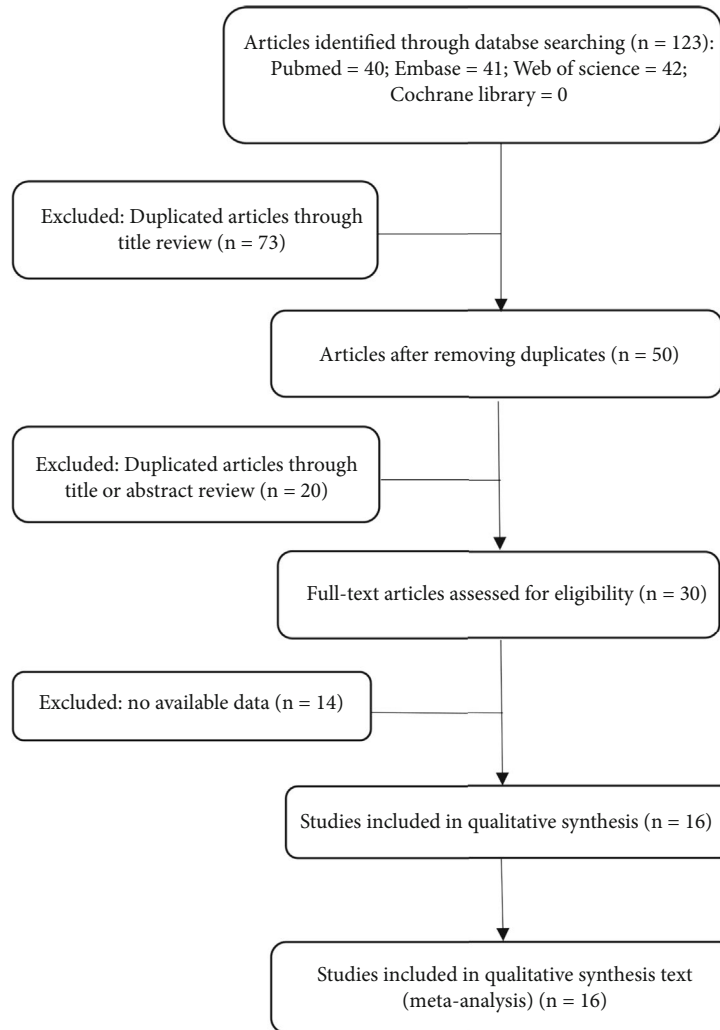 Articles identified through databse searching (n = 123):
Pubmed = 40; Embase = 41; Web of science = 42;
Cochrane library = 0
Excluded: Duplicated articles through
title review (n = 73)
Articles after removing duplicates (n = 50)
Excluded: Duplicated articles through
title or abstract review (n = 20)
Full-text articles assessed for eligibility (n = 30)
Excluded: no available data (n = 14)
Studies included in qualitative synthesis (n = 16)
Studies included in qualitative synthesis text
(meta-analysis) (n = 16)